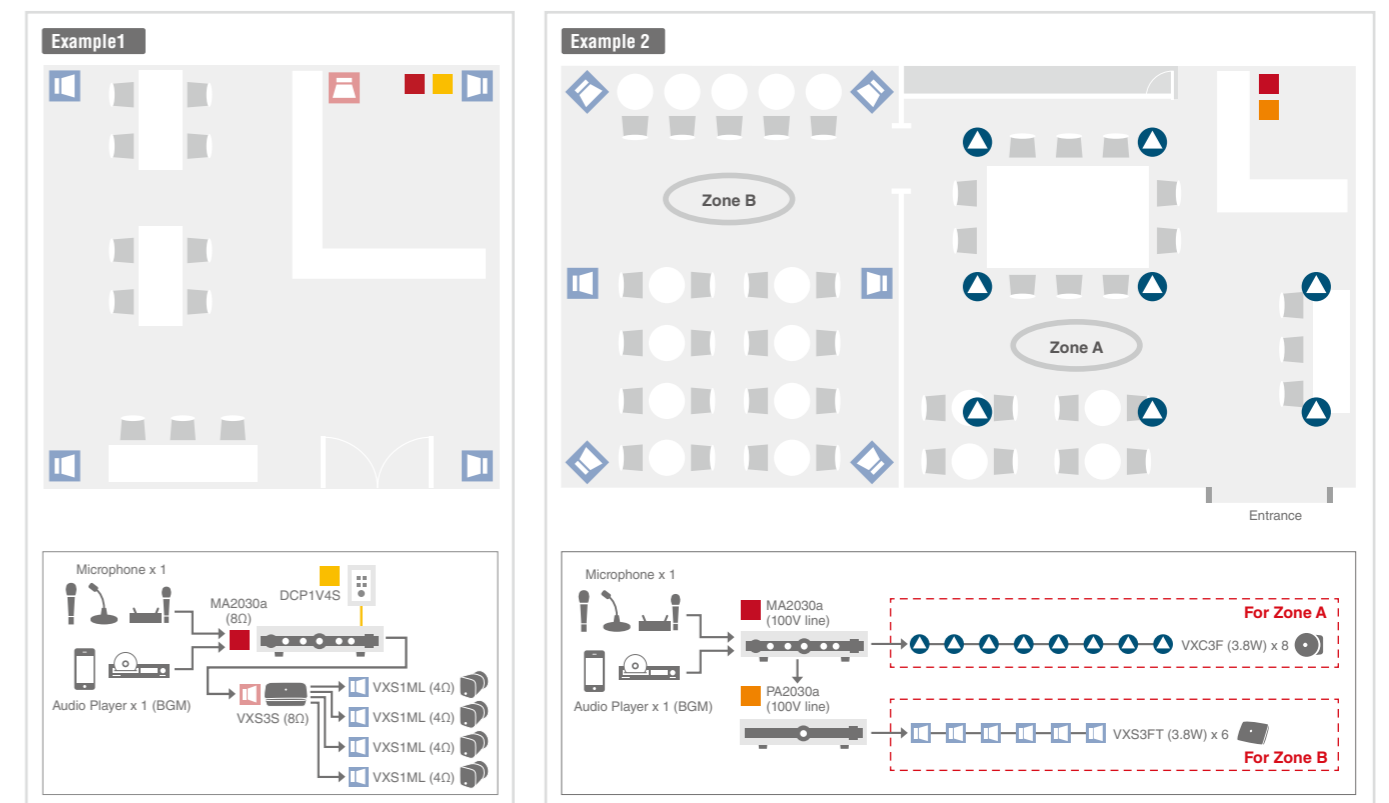 Example1
Microphone x 1
MA2030a
(8Ω)
DCP1V4S
Audio Player x 1 (BGM)
VXS3S (8Ω)
VXS1ML (4Ω)
VXS1ML (4Ω)
VXS1ML (4Ω)
VXS1ML (4Ω)
Example 2
Zone B
Zone A
Entrance
Microphone x 1
Audio Player x 1 (BGM)
MA2030a
(100V line)
PA2030a
(100V line)
For Zone A
VXC3F (3.8W) x 8
VXS3FT (3.8W) x 6
For Zone B